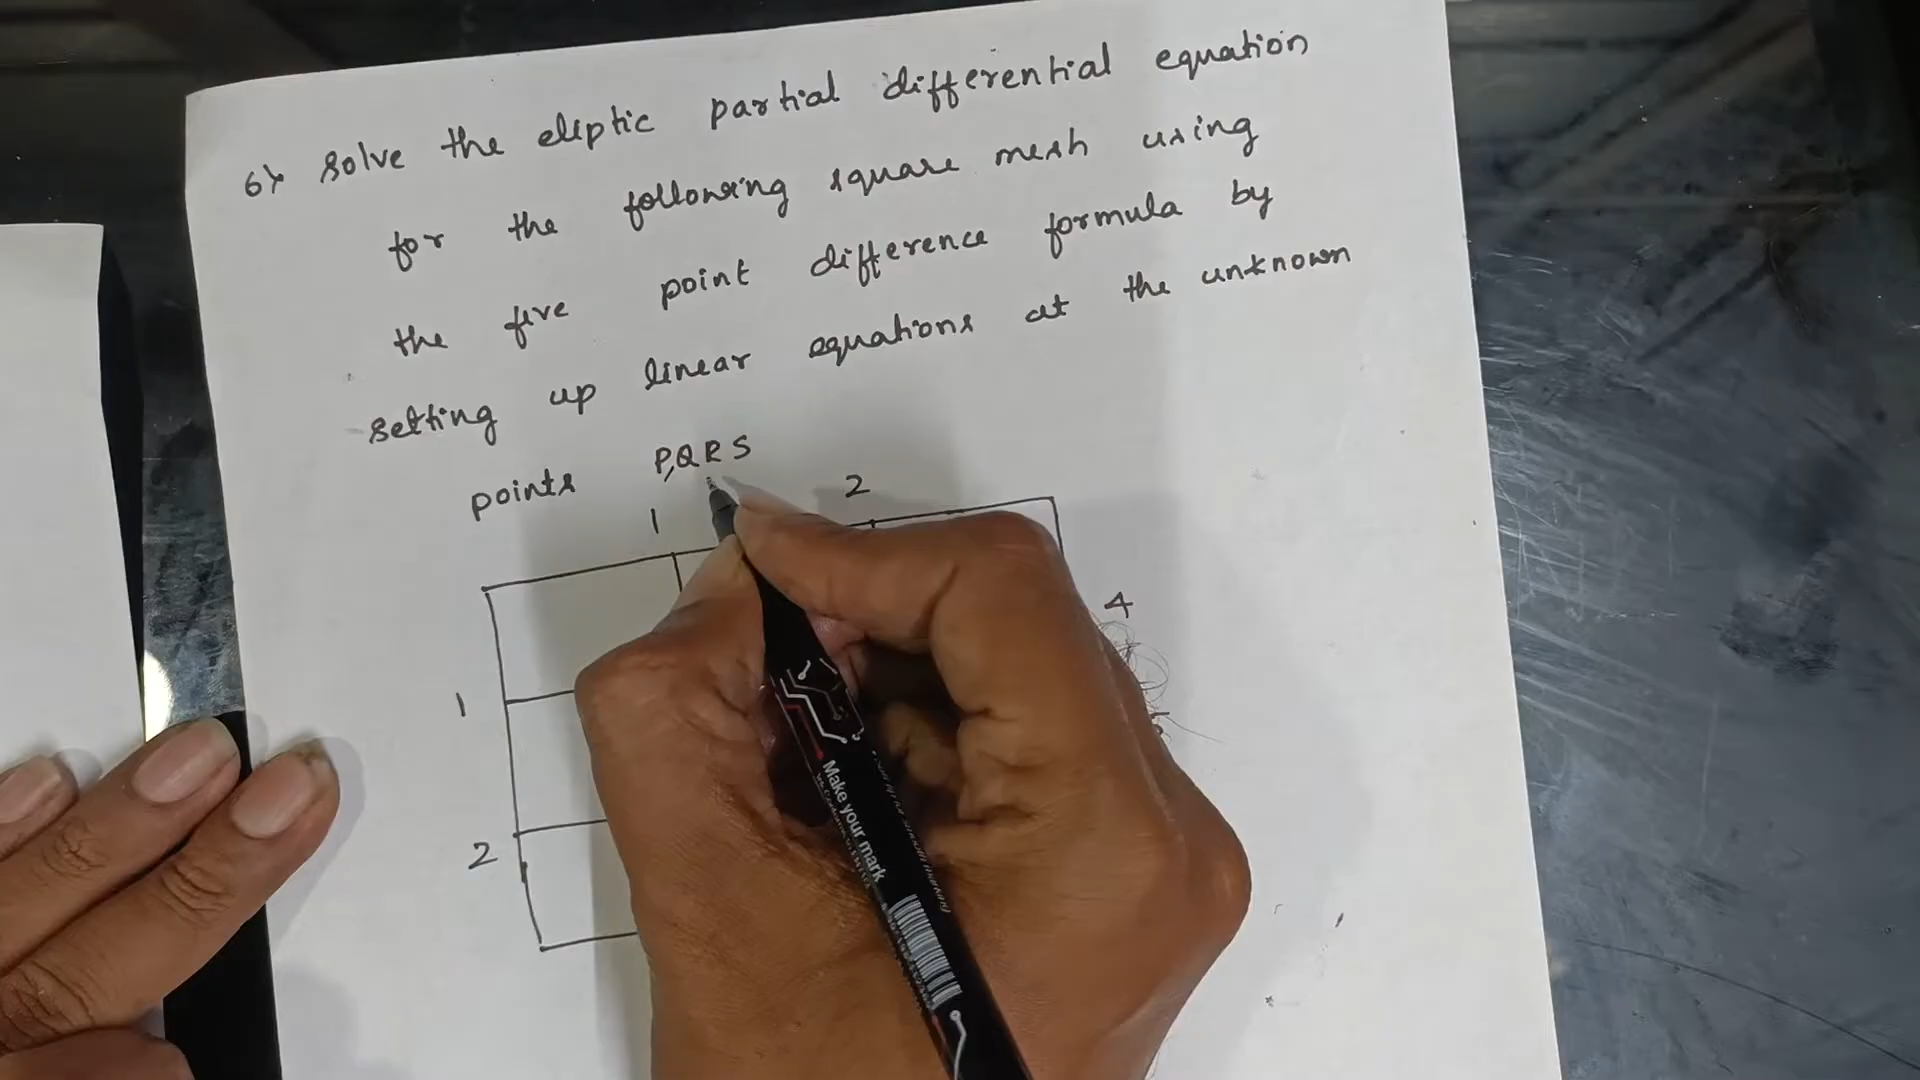 6) solve the eliptic partial differential equation
for the following square mesh using
the five point difference formula by
setting up linear equations at the unknown
points P,Q R S
1 2
4
1
2
Make your mark